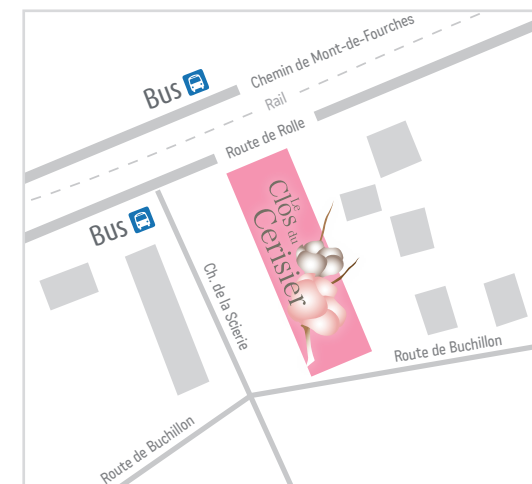 Chemin de Mont-de-Fourches
Bus
Rail
Route de Rolle
Bus
Le
Clos du
Cerisier
Ch. de la Scierie
Route de Buchillon
Route de Buchillon